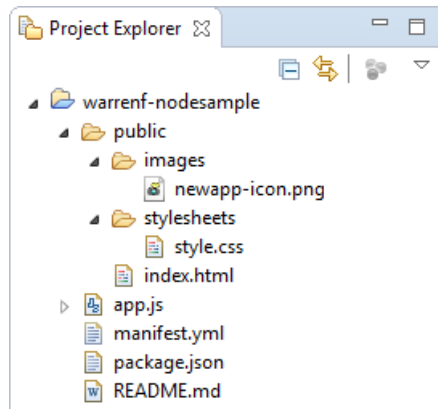 Project Explorer
warrenf-nodesample
public
images
newapp-icon.png
stylesheets
style.css
index.html
app.js
manifest.yml
package.json
README.md